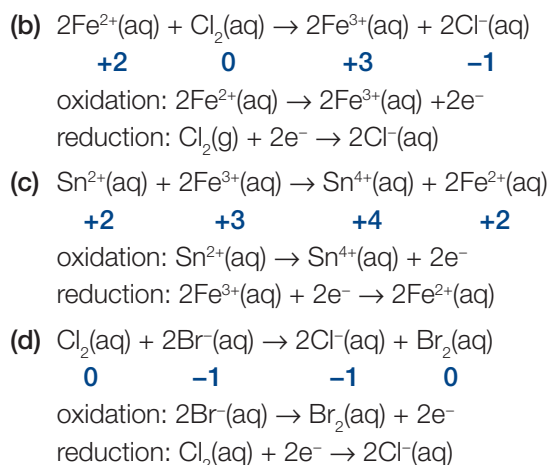 (b) 2Fe²⁺(aq) + Cl₂(aq) → 2Fe³⁺(aq) + 2Cl⁻(aq)
+2 0 +3 −1
oxidation: 2Fe²⁺(aq) → 2Fe³⁺(aq) +2e⁻
reduction: Cl₂(g) + 2e⁻ → 2Cl⁻(aq)
(c) Sn²⁺(aq) + 2Fe³⁺(aq) → Sn⁴⁺(aq) + 2Fe²⁺(aq)
+2 +3 +4 +2
oxidation: Sn²⁺(aq) → Sn⁴⁺(aq) + 2e⁻
reduction: 2Fe³⁺(aq) + 2e⁻ → 2Fe²⁺(aq)
(d) Cl₂(aq) + 2Br⁻(aq) → 2Cl⁻(aq) + Br₂(aq)
0 −1 −1 0
oxidation: 2Br⁻(aq) → Br₂(aq) + 2e⁻
reduction: Cl₂(aq) + 2e⁻ → 2Cl⁻(aq)